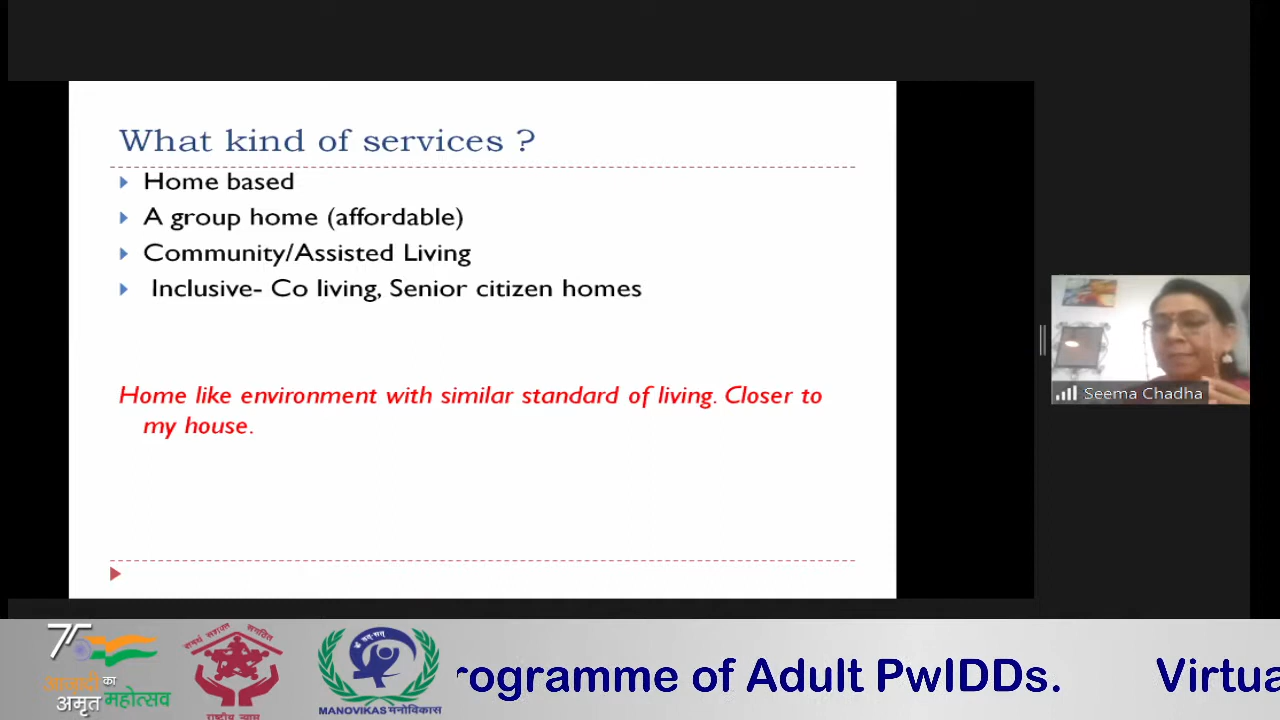 What kind of services ?
Home based
A group home (affordable)
Community/Assisted Living
Inclusive- Co living, Senior citizen homes
Home like environment with similar standard of living. Closer to
my house.
Seema Chadha
75
आज़ादी का
अमृत महोत्सव
राष्ट्रीय न्यास
MANOVIKAS मनोविकास
rogramme of Adult PwIDDs. Virtua